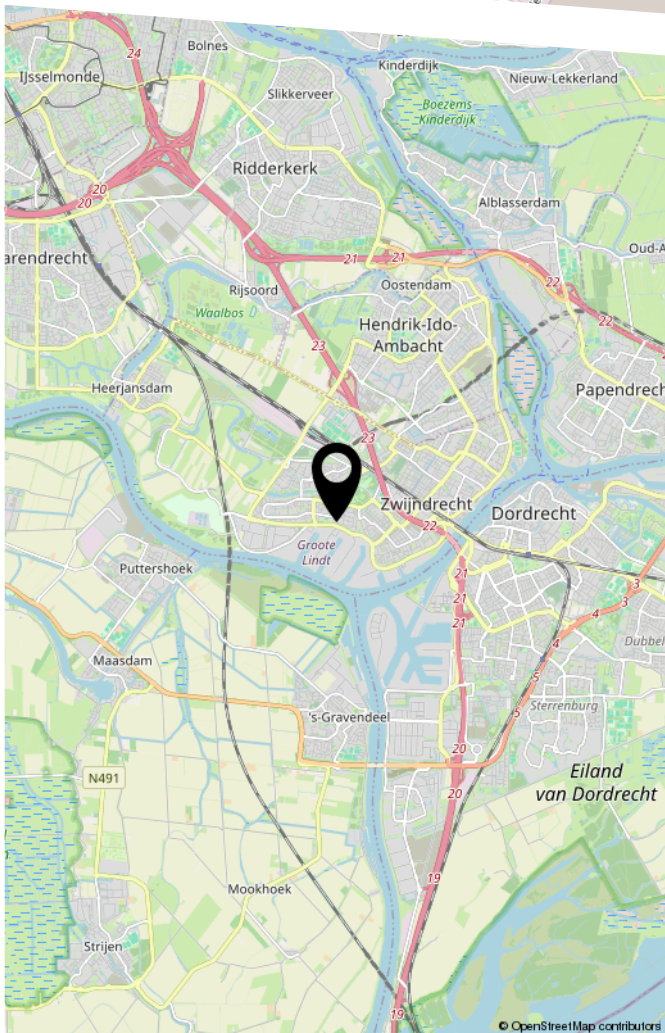 24
Bolnes
IJsselmonde
Kinderdijk
Nieuw-Lekkerland
Slikkerveer
Boezems
Kinderdijk
Ridderkerk
20
20
Alblasserdam
Oud-A
arendrecht
21
21
22
Rijsoord
Oostendam
Waalbos
22
Hendrik-Ido-
Ambacht
23
Heerjansdam
Papendrech
23
Zwijndrecht
Dordrecht
22
Groote
Lindt
Puttershoek
21
21
21
3
3
4
4
Dubbel
Maasdam
5
5
Sterrenburg
's-Gravendeel
20
N491
20
Eiland
van Dordrecht
19
Mookhoek
Strijen
19
© OpenStreetMap contributors